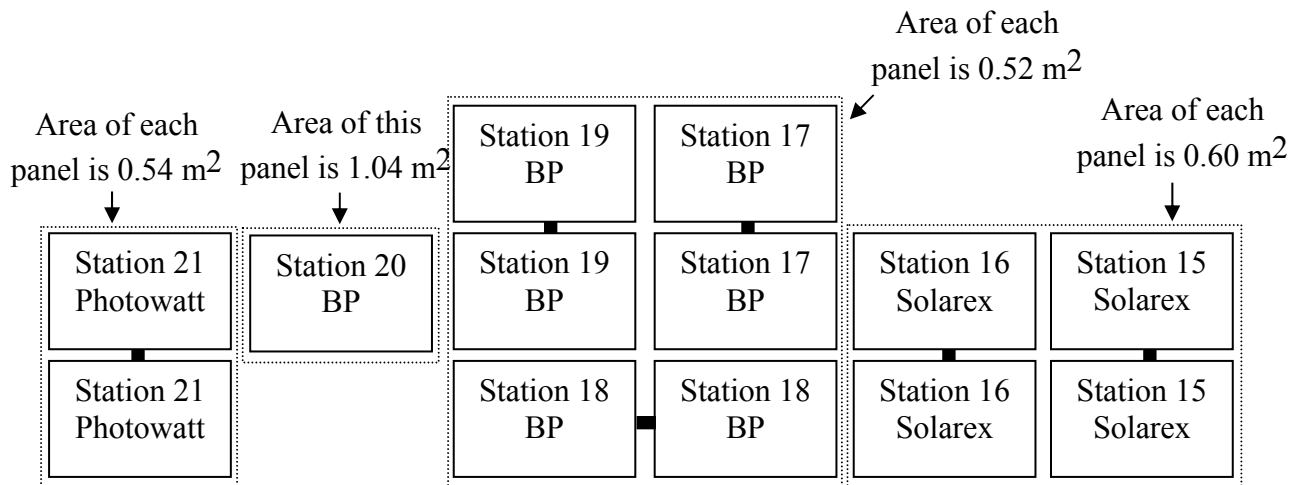 Area of each
panel is 0.52 m2
Area of each
panel is 0.54 m2
Area of this
panel is 1.04 m2
Area of each
panel is 0.60 m2
Station 19
BP
Station 17
BP
Station 21
Photowatt
Station 20
BP
Station 19
BP
Station 17
BP
Station 16
Solarex
Station 15
Solarex
Station 21
Photowatt
Station 18
BP
Station 18
BP
Station 16
Solarex
Station 15
Solarex